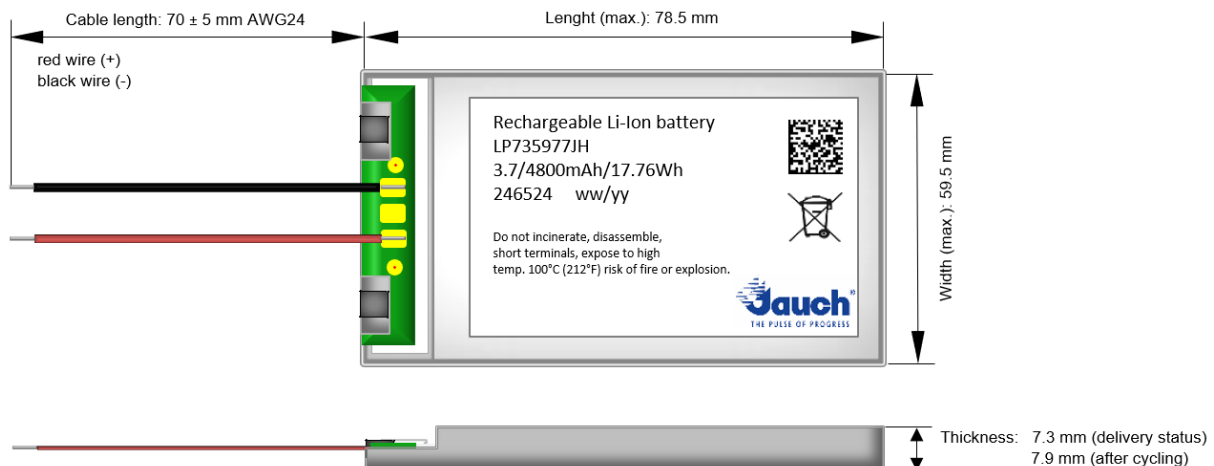 Cable length: 70 ± 5 mm AWG24
Lenght (max.): 78.5 mm
red wire (+)
black wire (-)
Rechargeable Li-Ion battery
LP735977JH
3.7/4800mAh/17.76Wh
246524 ww/yy
Do not incinerate, disassemble,
short terminals, expose to high
temp. 100°C (212°F) risk of fire or explosion.
Jauch®
THE PULSE OF PROGRESS
Width (max.): 59.5 mm
Thickness: 7.3 mm (delivery status)
7.9 mm (after cycling)